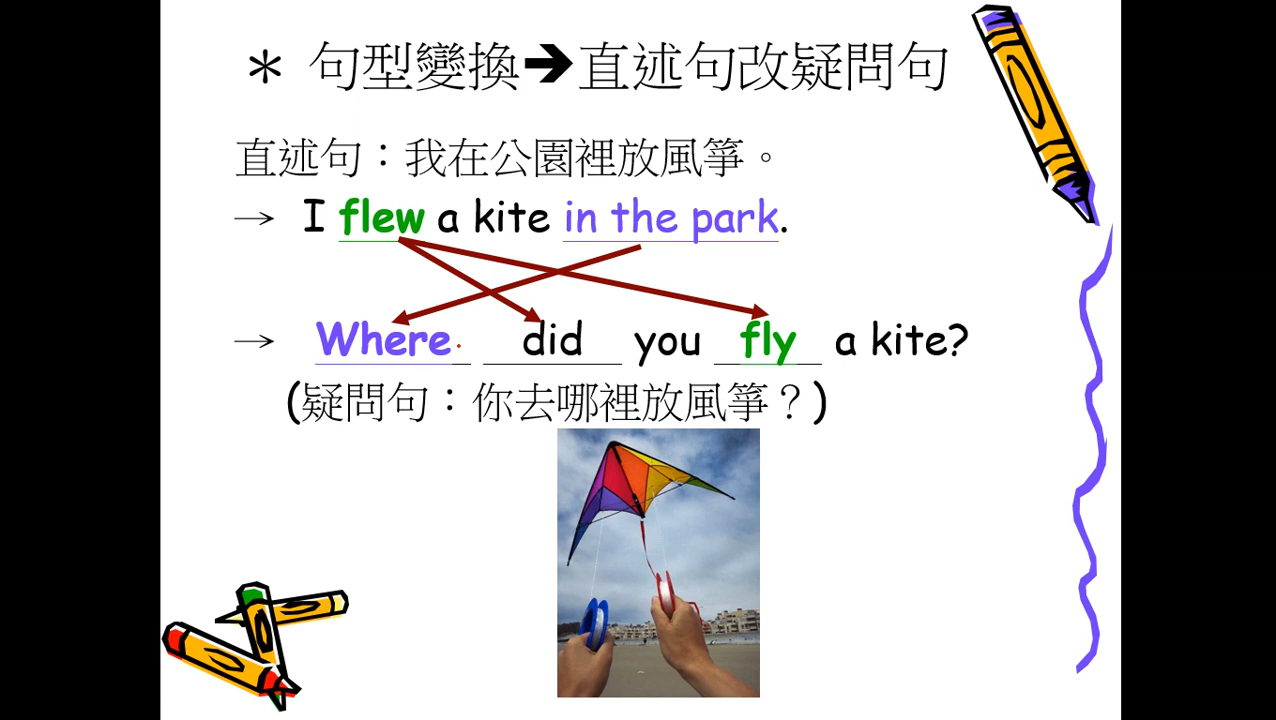 ＊ 句型變換➔直述句改疑問句
直述句：我在公園裡放風箏。
→ I flew a kite in the park.
→ Where did you fly a kite?
(疑問句：你去哪裡放風箏？)